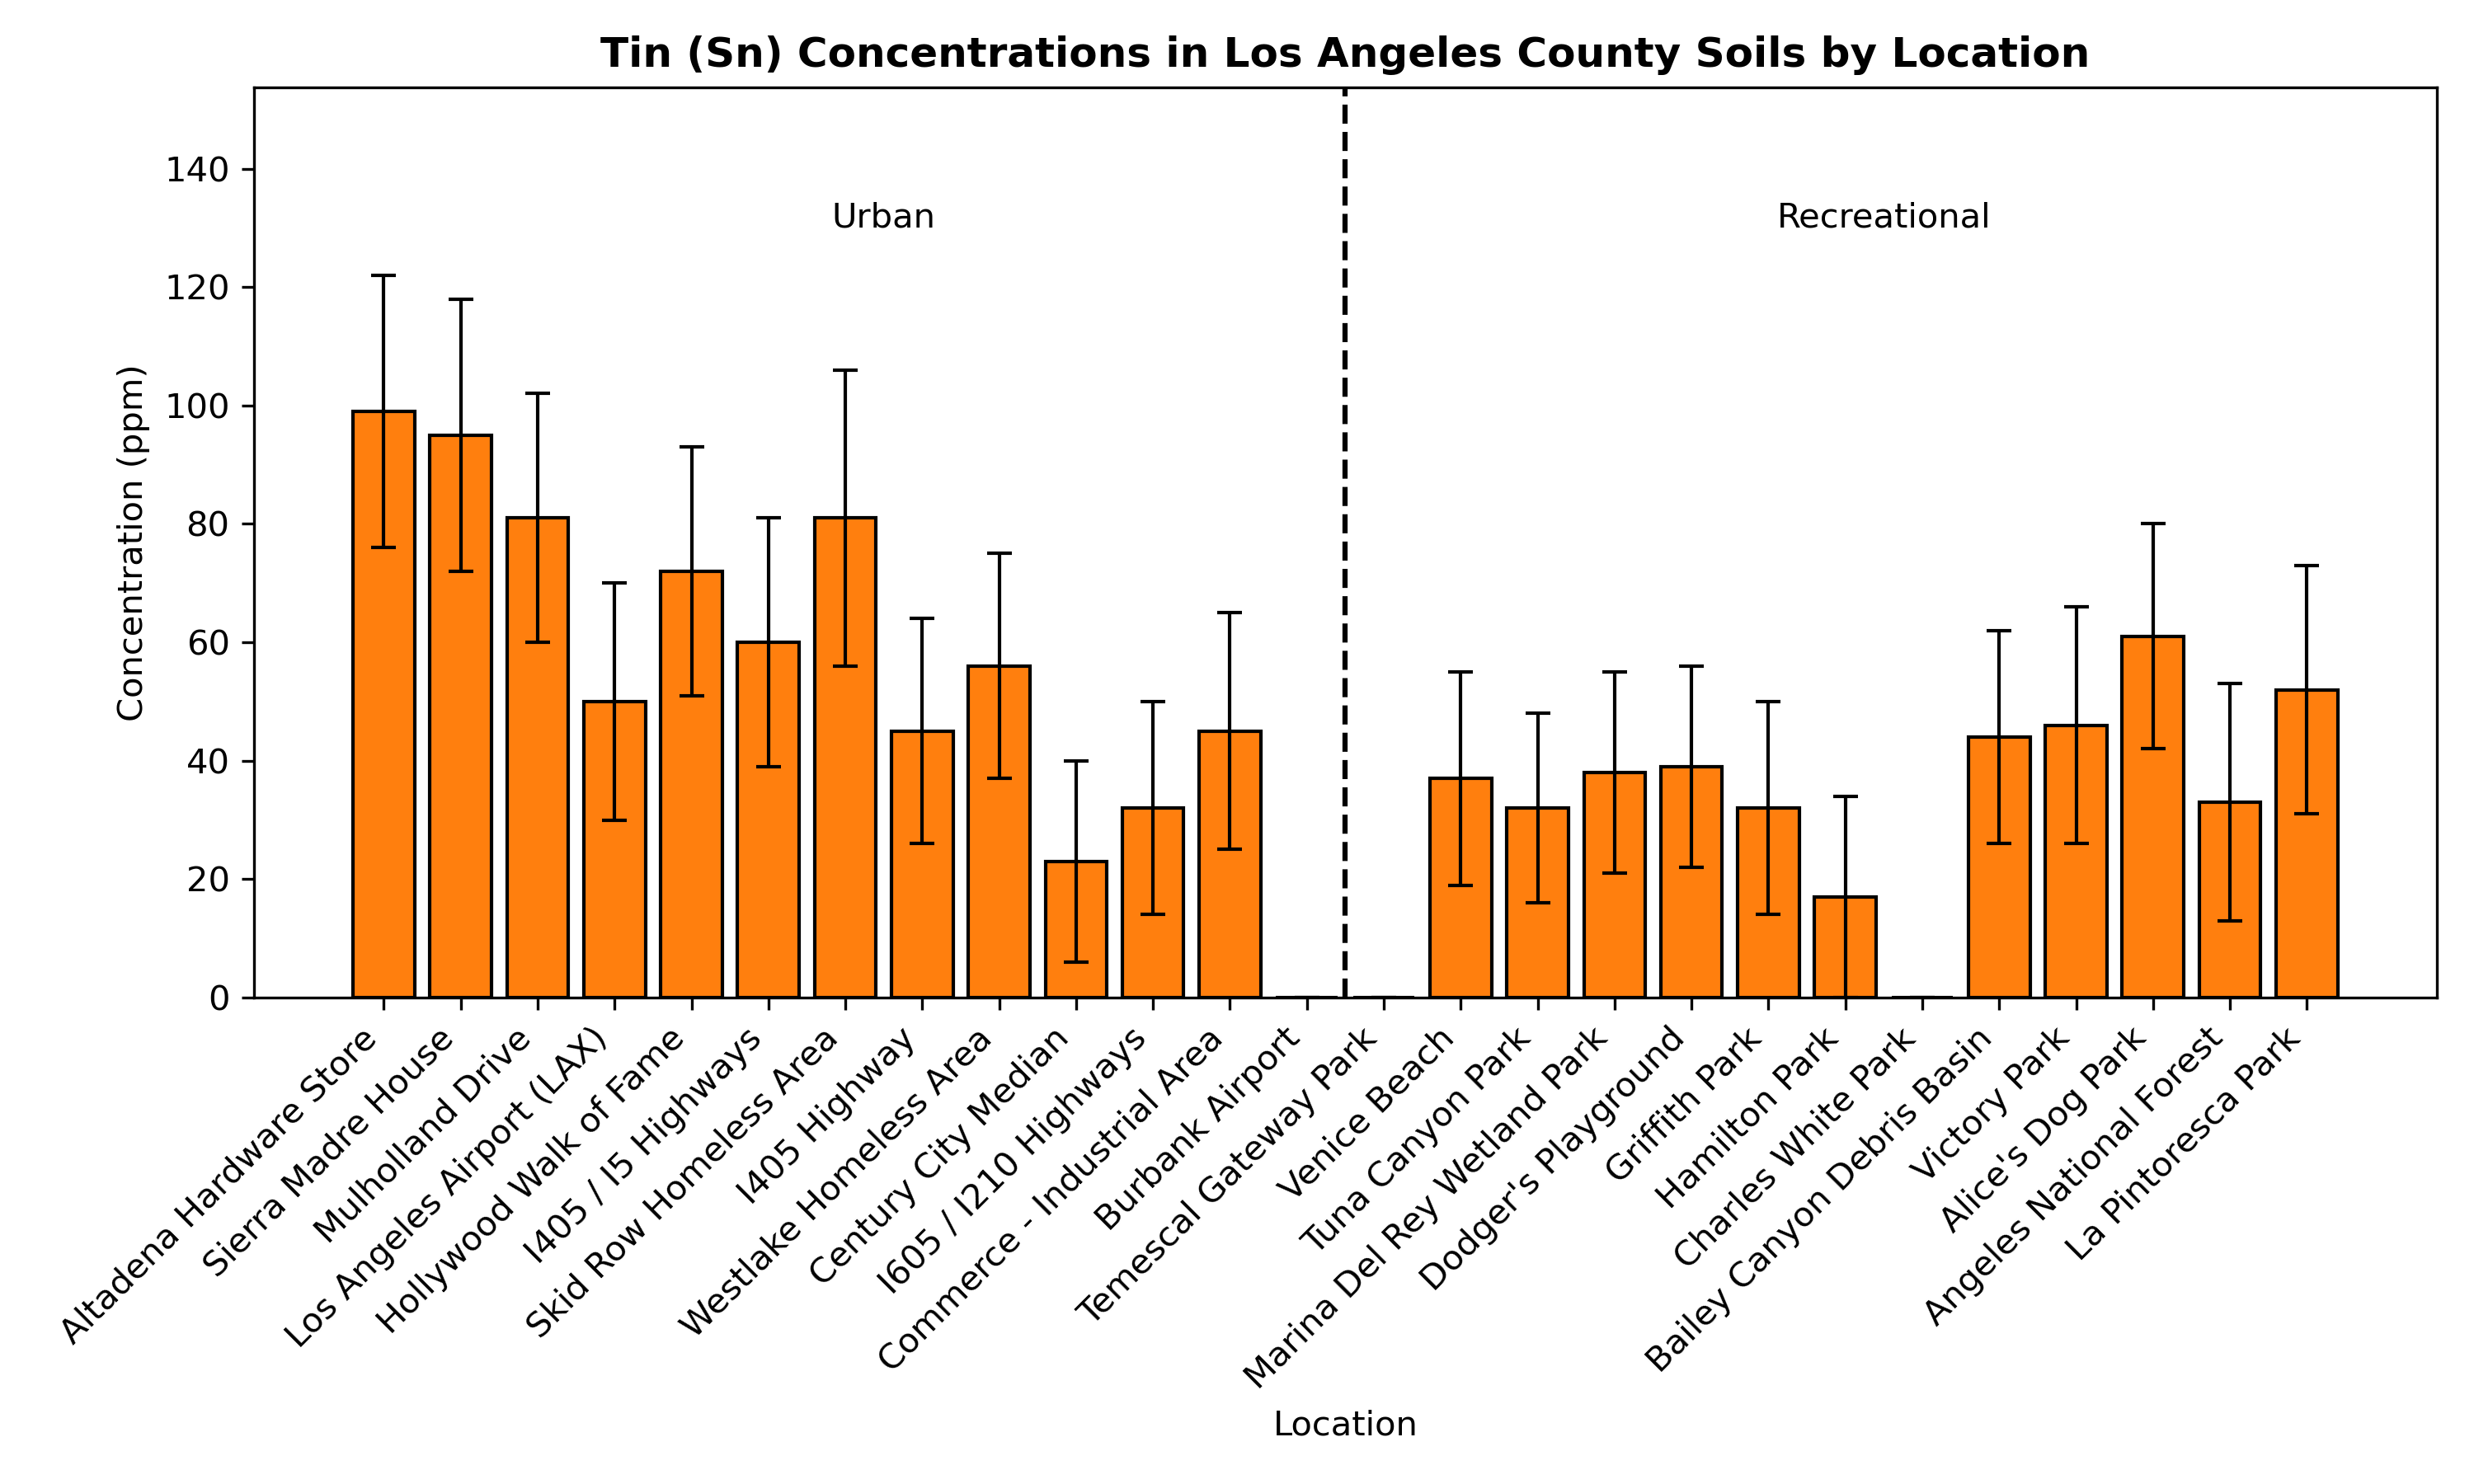 Tin (Sn) Concentrations in Los Angeles County Soils by Location
Urban
Recreational
Concentration (ppm)
140
120
100
80
60
40
20
0
Altadena Hardware Store
Sierra Madre House
Mulholland Drive
Los Angeles Airport (LAX)
Hollywood Walk of Fame
I405 / I5 Highways
Skid Row Homeless Area
I405 Highway
Westlake Homeless Area
Century City Median
I605 / I210 Highways
Commerce - Industrial Area
Burbank Airport
Temescal Gateway Park
Venice Beach
Tuna Canyon Park
Marina Del Rey Wetland Park
Dodger's Playground
Griffith Park
Hamilton Park
Charles White Park
Bailey Canyon Debris Basin
Victory Park
Alice's Dog Park
Angeles National Forest
La Pintoresca Park
Location